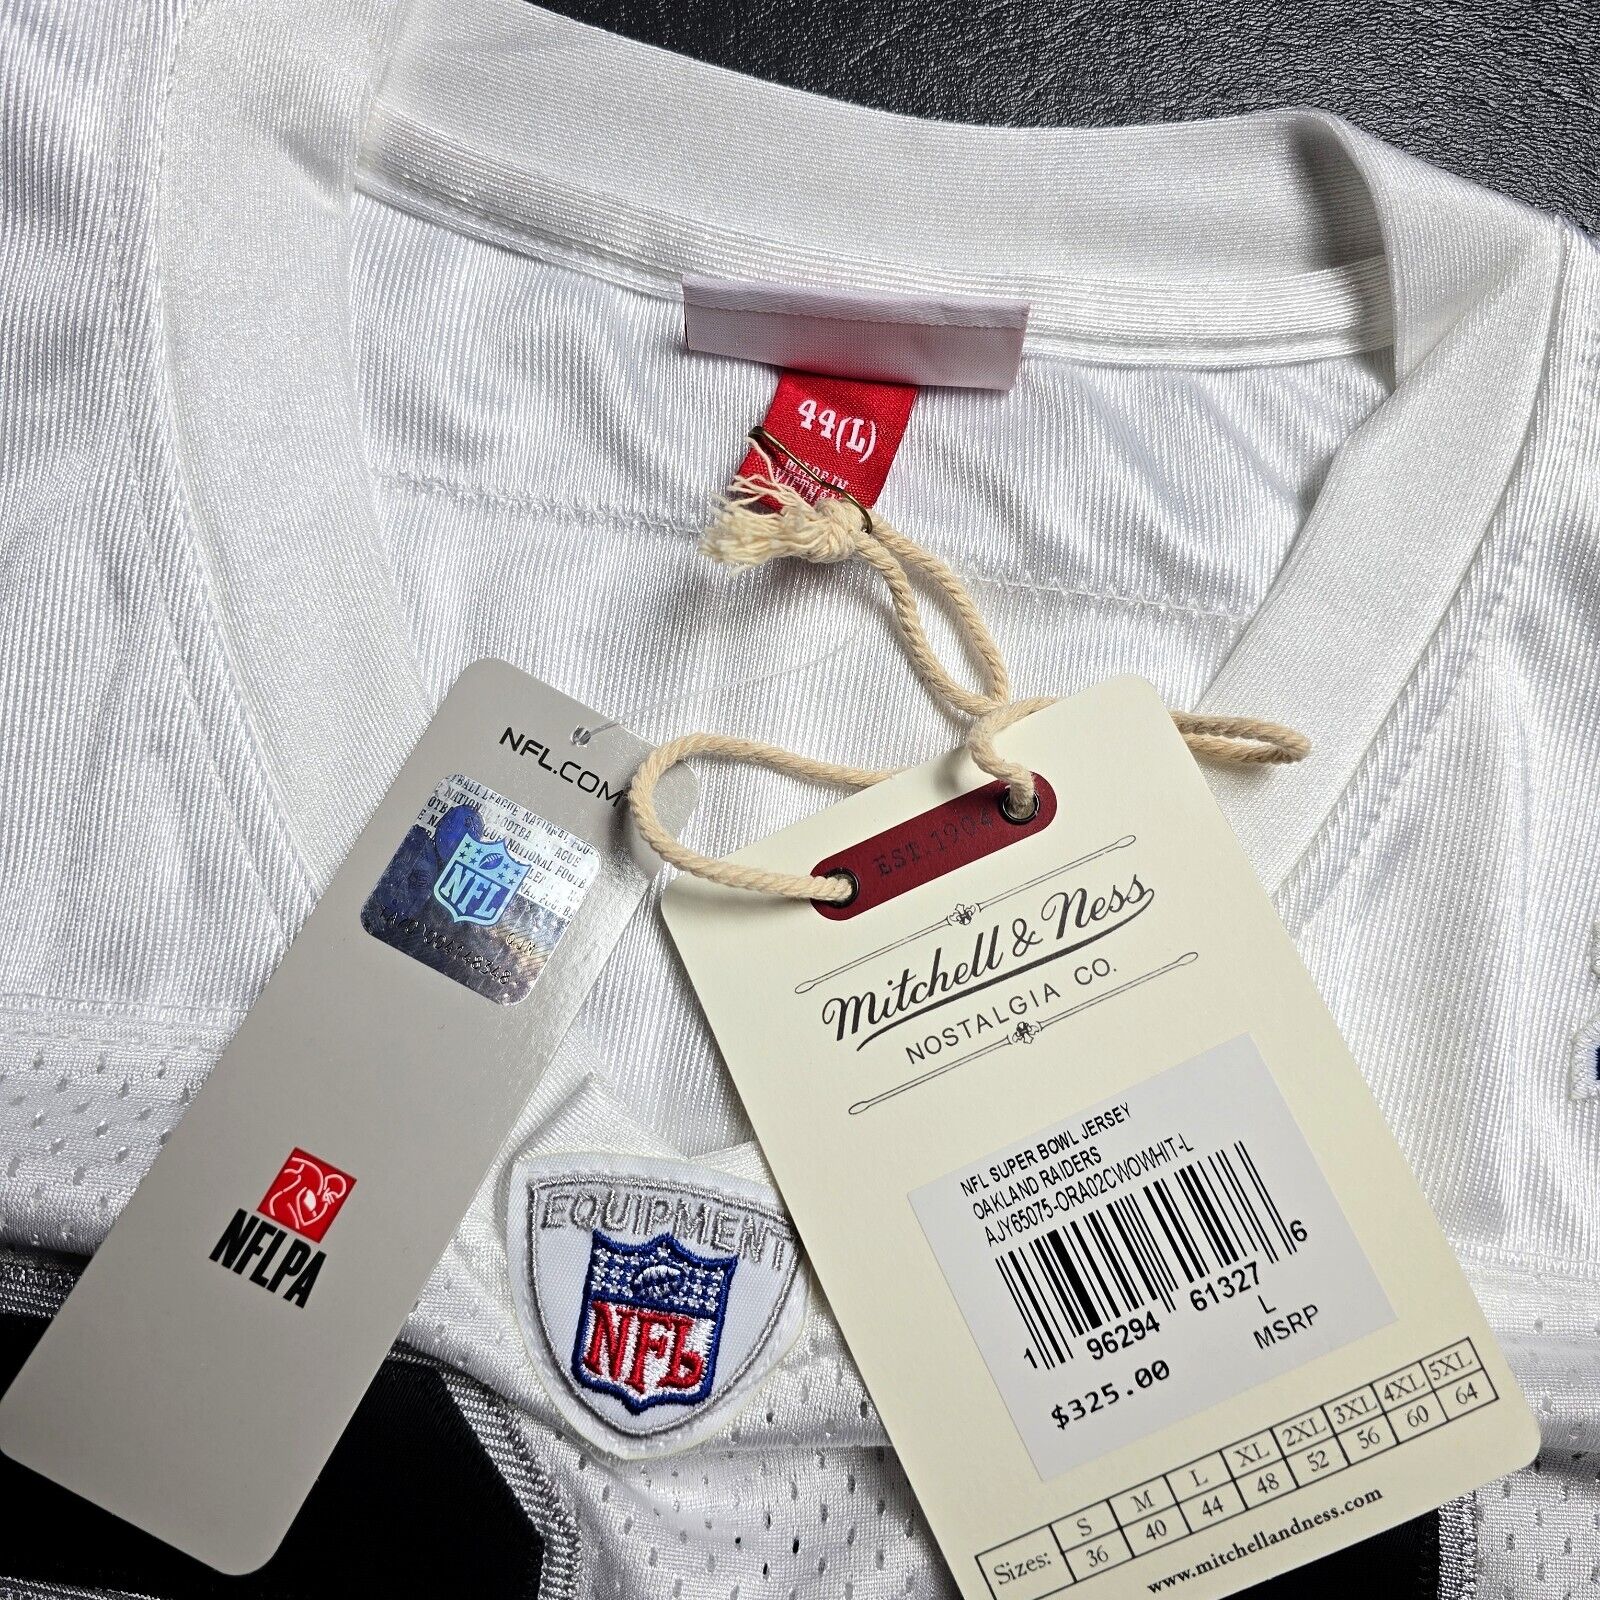 44(L)
MADE IN
NFL.COM
NFL
NFLPA
EST. 1904
Mitchell & Ness
NOSTALGIA CO.
NFL SUPER BOWL JERSEY
OAKLAND RAIDERS
AJY65075-ORA02CWOWHIT-L
1 96294 61327 6
L
$325.00 MSRP
S M L XL 2XL 3XL 4XL 5XL
Sizes: 36 40 44 48 52 56 60 64
www.mitchellandness.com
EQUIPMENT
NFL